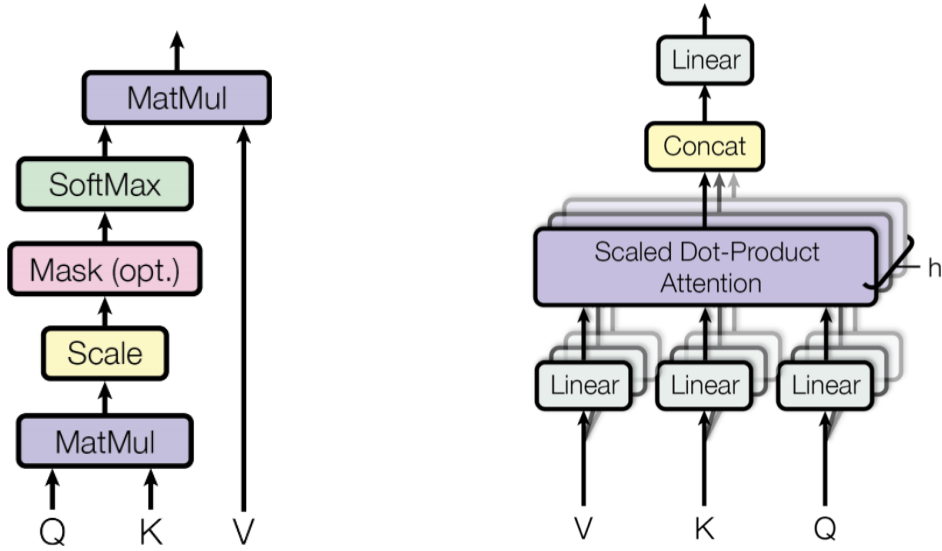 MatMul
SoftMax
Mask (opt.)
Scale
MatMul
Q K V
Linear
Concat
Scaled Dot-Product
Attention
h
Linear Linear Linear
V K Q